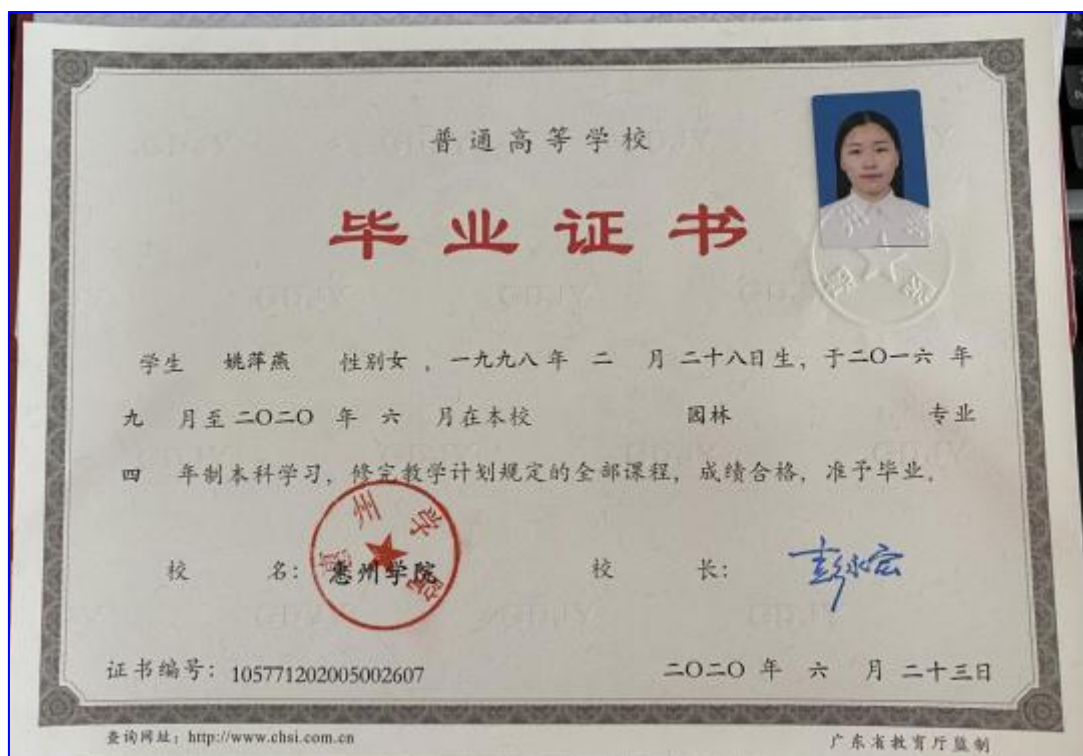 普通高等学校
毕业证书
学生 姚萍燕 性别女，一九九八年 二 月 二十八日生，于二〇一六 年
九 月至 二〇二〇 年 六 月在本校 园林 专业
四 年制本科学习，修完教学计划规定的全部课程，成绩合格，准予毕业。
校 名：惠州学院 校 长：彭永宏
证书编号：105771202005002607 二〇二〇 年 六 月 二十三日
查询网址：http://www.chsi.com.cn 广东省教育厅监制